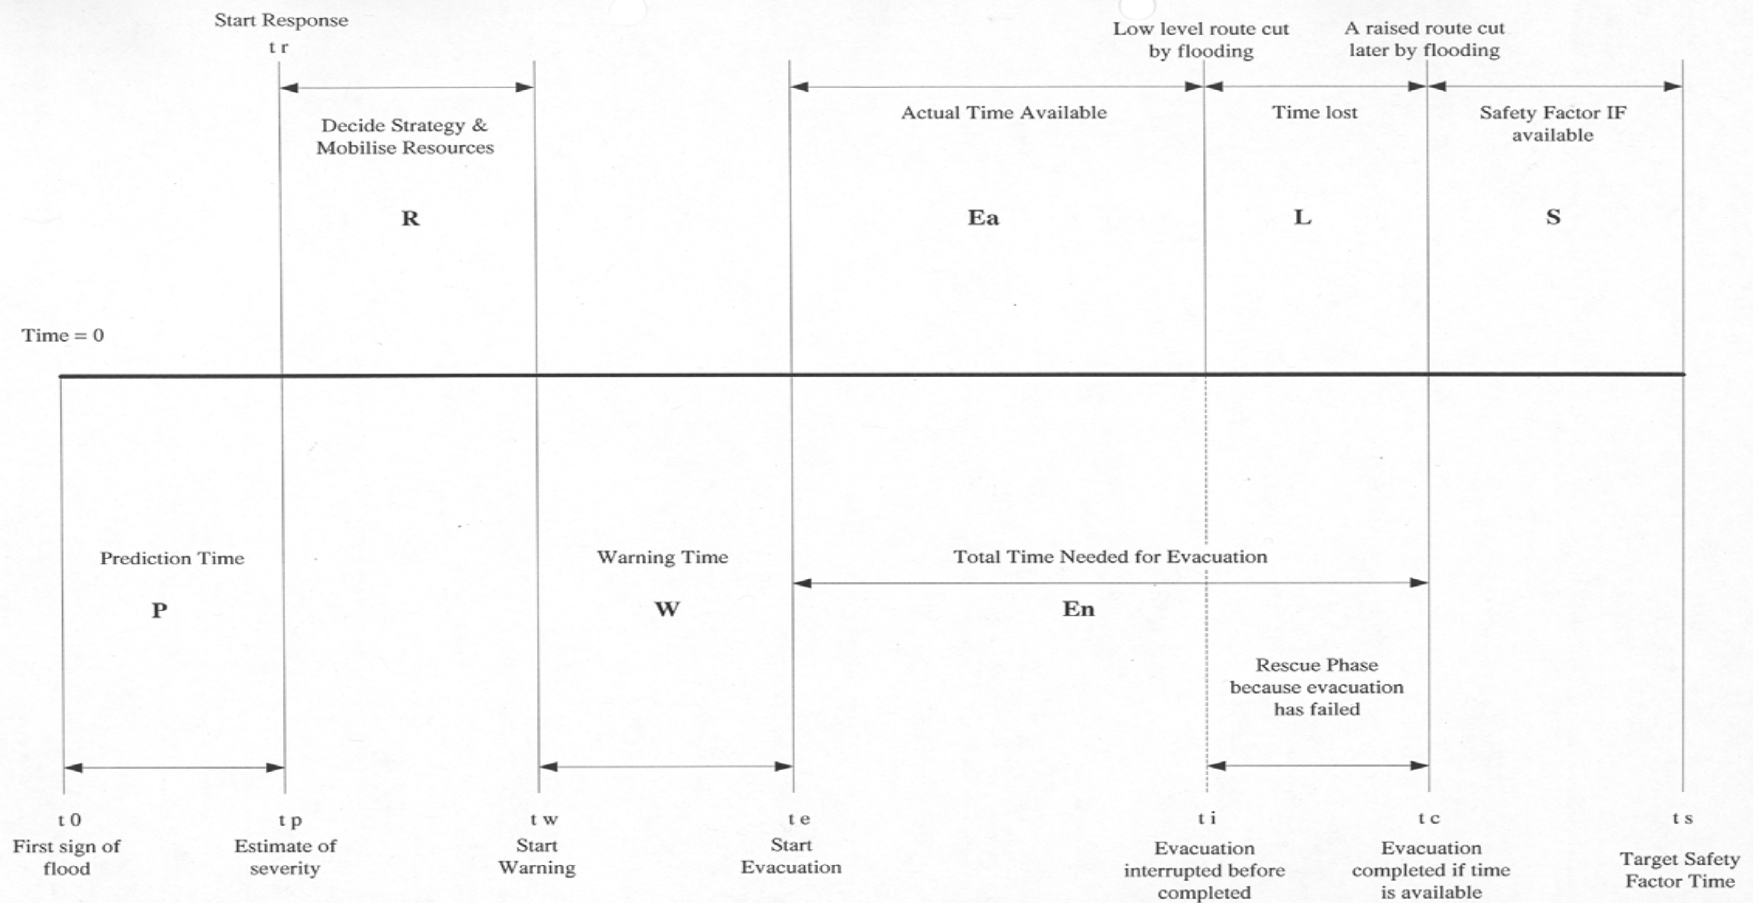 Start Response
t r
Low level route cut
by flooding
A raised route cut
later by flooding
Decide Strategy &
Mobilise Resources
R
Actual Time Available
Ea
Time lost
L
Safety Factor IF
available
S
Time = 0
Prediction Time
P
Warning Time
W
Total Time Needed for Evacuation
En
Rescue Phase
because evacuation
has failed
t 0
First sign of
flood
t p
Estimate of
severity
t w
Start
Warning
t e
Start
Evacuation
t i
Evacuation
interrupted before
completed
t c
Evacuation
completed if time
is available
t s
Target Safety
Factor Time